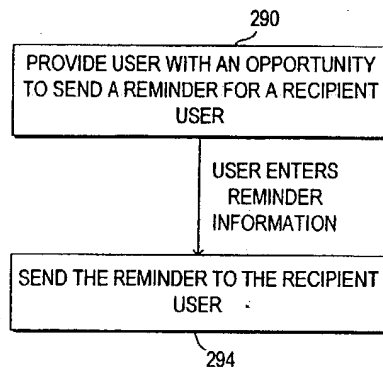 290
PROVIDE USER WITH AN OPPORTUNITY
TO SEND A REMINDER FOR A RECIPIENT
USER
USER ENTERS
REMINDER
INFORMATION
SEND THE REMINDER TO THE RECIPIENT
USER
294